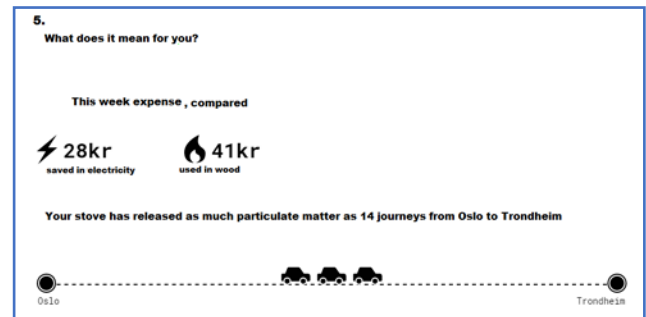 5.
What does it mean for you?
This week expense , compared
28kr 41kr
saved in electricity used in wood
Your stove has released as much particulate matter as 14 journeys from Oslo to Trondheim
Oslo Trondheim